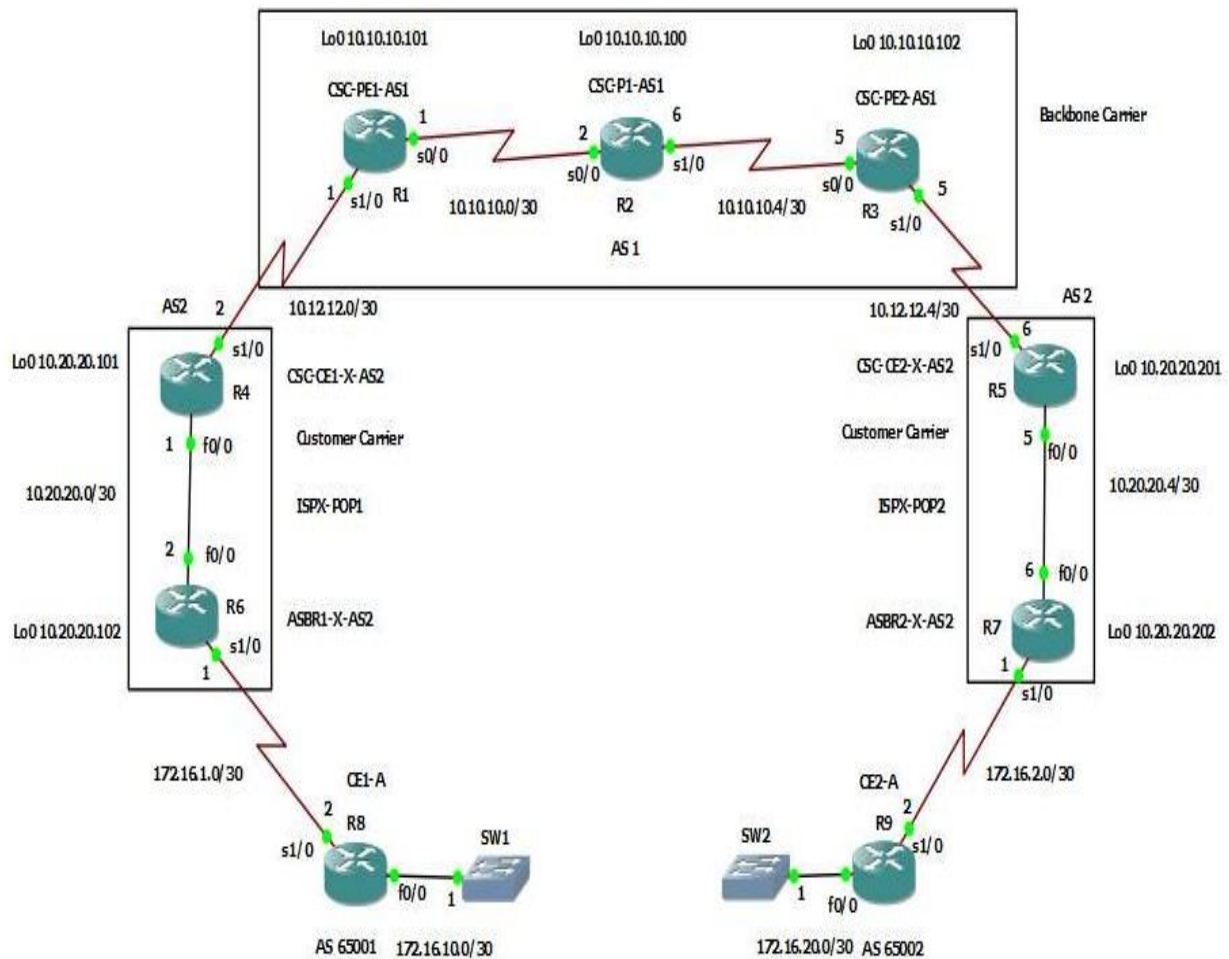 Lo0 10.10.10.101
Lo0 10.10.10.100
Lo0 10.10.10.102
CSC-PE1-AS1
CSC-P1-AS1
CSC-PE2-AS1
Backbone Carrier
1
s0/0
2
s0/0
6
s1/0
5
s0/0
5
s1/0
1
s1/0
R1
R2
R3
10.10.10.0/30
10.10.10.4/30
AS 1
AS2
2
s1/0
10.12.12.0/30
10.12.12.4/30
AS 2
6
s1/0
Lo0 10.20.20.101
R4
CSC-CE1-X-AS2
CSC-CE2-X-AS2
R5
Lo0 10.20.20.201
1
f0/0
Customer Carrier
Customer Carrier
5
f0/0
10.20.20.0/30
ISPX-POP1
ISPX-POP2
10.20.20.4/30
2
f0/0
6
f0/0
Lo0 10.20.20.102
R6
ASBR1-X-AS2
ASBR2-X-AS2
R7
Lo0 10.20.20.202
s1/0
1
1
s1/0
172.16.1.0/30
172.16.2.0/30
CE1-A
CE2-A
2
R8
s1/0
SW1
SW2
R9
2
s1/0
f0/0
1
1
f0/0
AS 65001
172.16.10.0/30
172.16.20.0/30
AS 65002